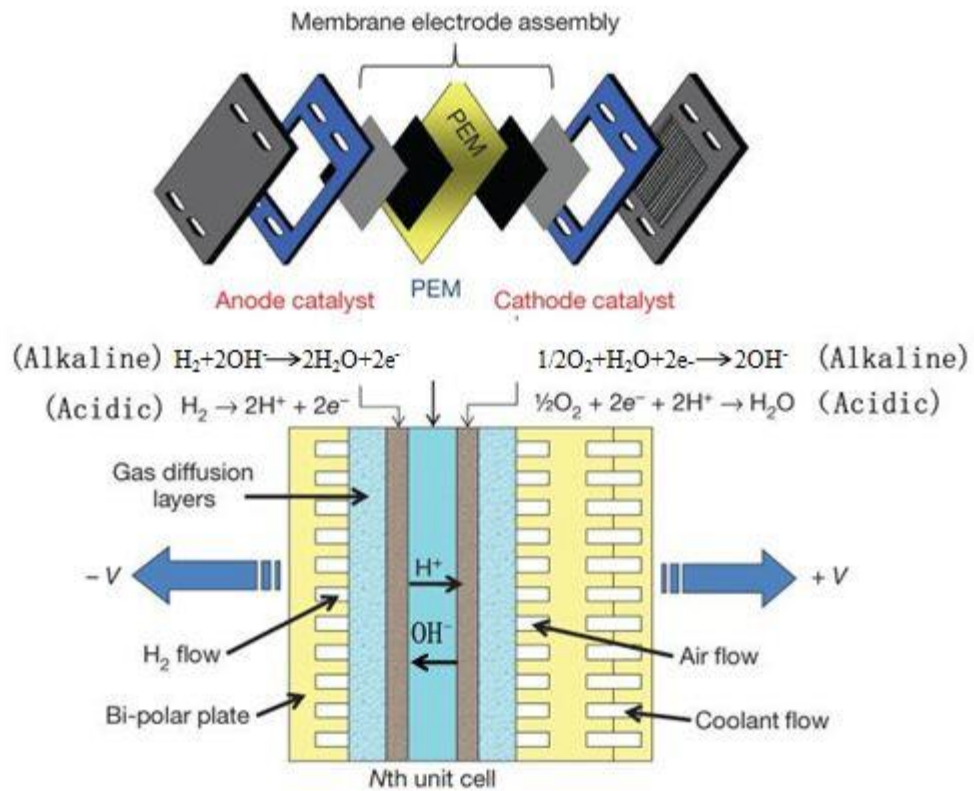 Membrane electrode assembly
PEM
Anode catalyst
PEM
Cathode catalyst
(Alkaline) H₂+2OH⁻→2H₂O+2e⁻
1/2O₂+H₂O+2e-→2OH⁻ (Alkaline)
(Acidic) H₂ → 2H⁺ + 2e⁻
½O₂ + 2e⁻ + 2H⁺ → H₂O (Acidic)
Gas diffusion
layers
H⁺
– V
+ V
OH⁻
H₂ flow
Air flow
Bi-polar plate
Coolant flow
Nth unit cell